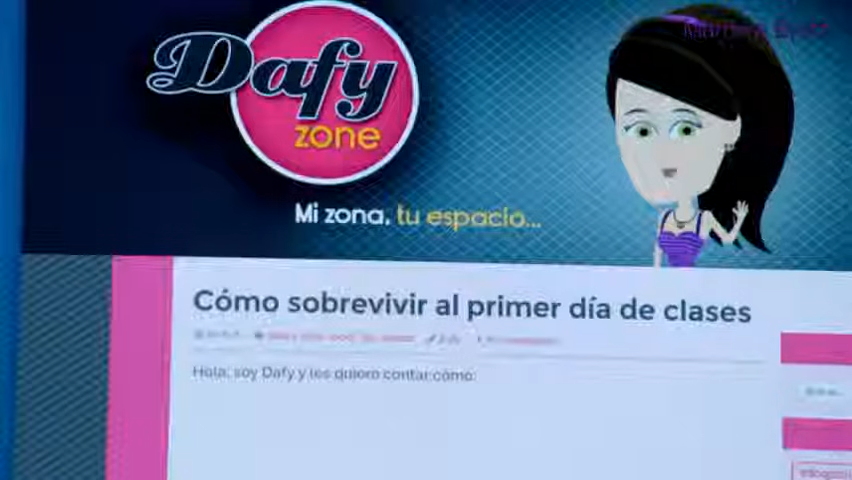 Dafy
zone
Mi zona, tu espacio...
Cómo sobrevivir al primer día de clases
Hola, soy Dafy y les quiero contar cómo: